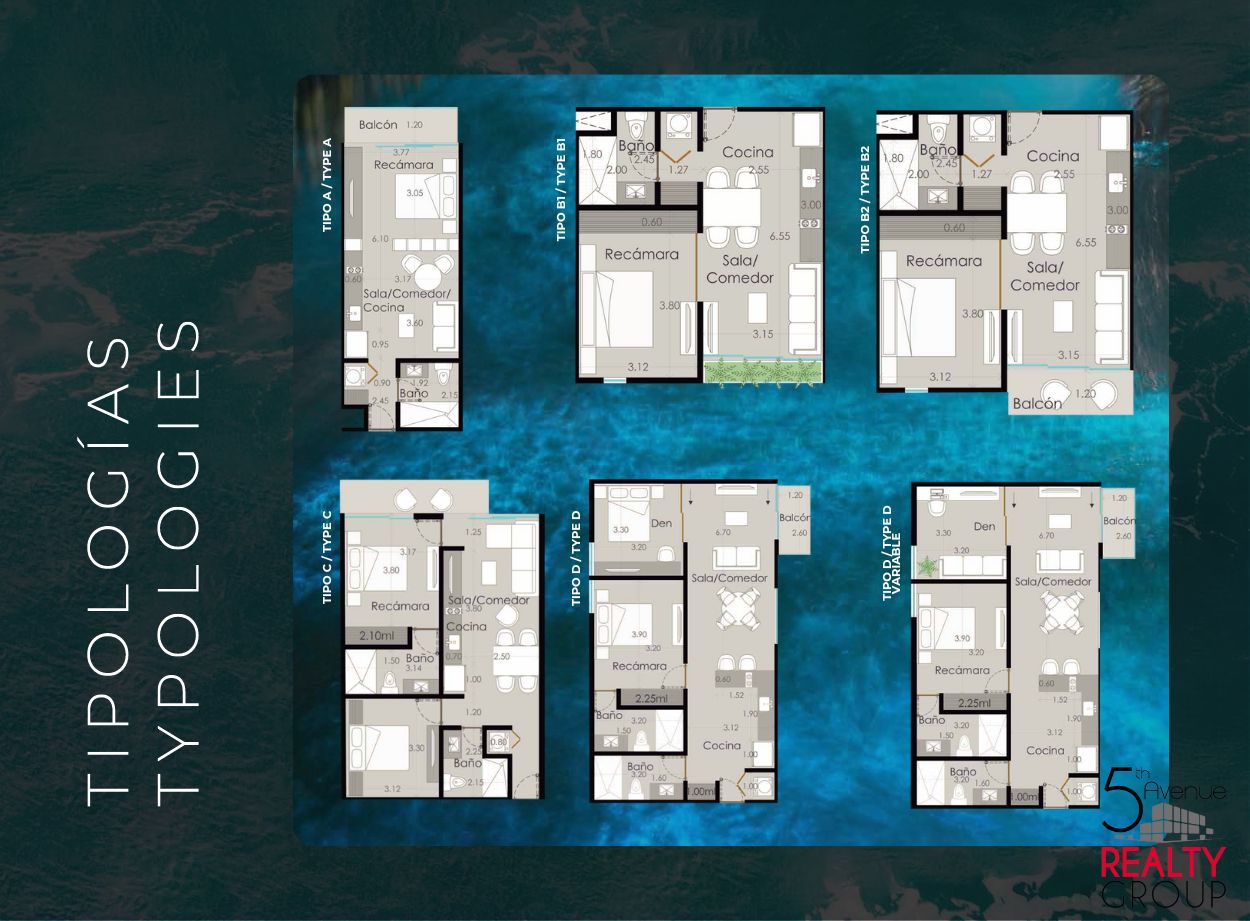 TIPOLOGÍAS
TYPOLOGIES
TIPO A / TYPE A
Balcón 1.20
3.77
Recámara
3.05
6.10
0.60
3.17
Sala/Comedor/
Cocina
3.60
0.95
0.90
1.92
Baño
2.45
2.15
TIPO B1 / TYPE B1
Baño
1.80
2.45
2.00
1.27
Cocina
2.55
3.00
0.60
6.55
Recámara
Sala/
Comedor
3.80
3.15
3.12
TIPO B2 / TYPE B2
Baño
1.80
2.45
2.00
1.27
Cocina
2.55
3.00
0.60
6.55
Recámara
Sala/
Comedor
3.80
3.15
3.12
1.20
Balcón
TIPO C / TYPE C
1.25
3.17
3.80
Recámara
Sala/Comedor
3.80
Cocina
2.10ml
Baño
1.50
3.14
0.70
2.50
1.00
1.20
3.30
0.80
2.25
Baño
2.15
3.12
TIPO D / TYPE D
1.20
Balcón
2.60
Den
3.30
3.20
6.70
Sala/Comedor
3.90
3.20
Recámara
0.60
2.25ml
1.52
1.90
Baño
3.20
1.50
3.12
Cocina
1.00
Baño
3.20
1.60
1.00ml
1.00
TIPO D / TYPE D
VARIABLE
1.20
Balcón
2.60
Den
3.30
3.20
6.70
Sala/Comedor
3.90
3.20
Recámara
0.60
2.25ml
1.52
1.90
Baño
3.20
1.50
3.12
Cocina
1.00
Baño
3.20
1.60
1.00ml
1.00
5th Avenue
REALTY
GROUP